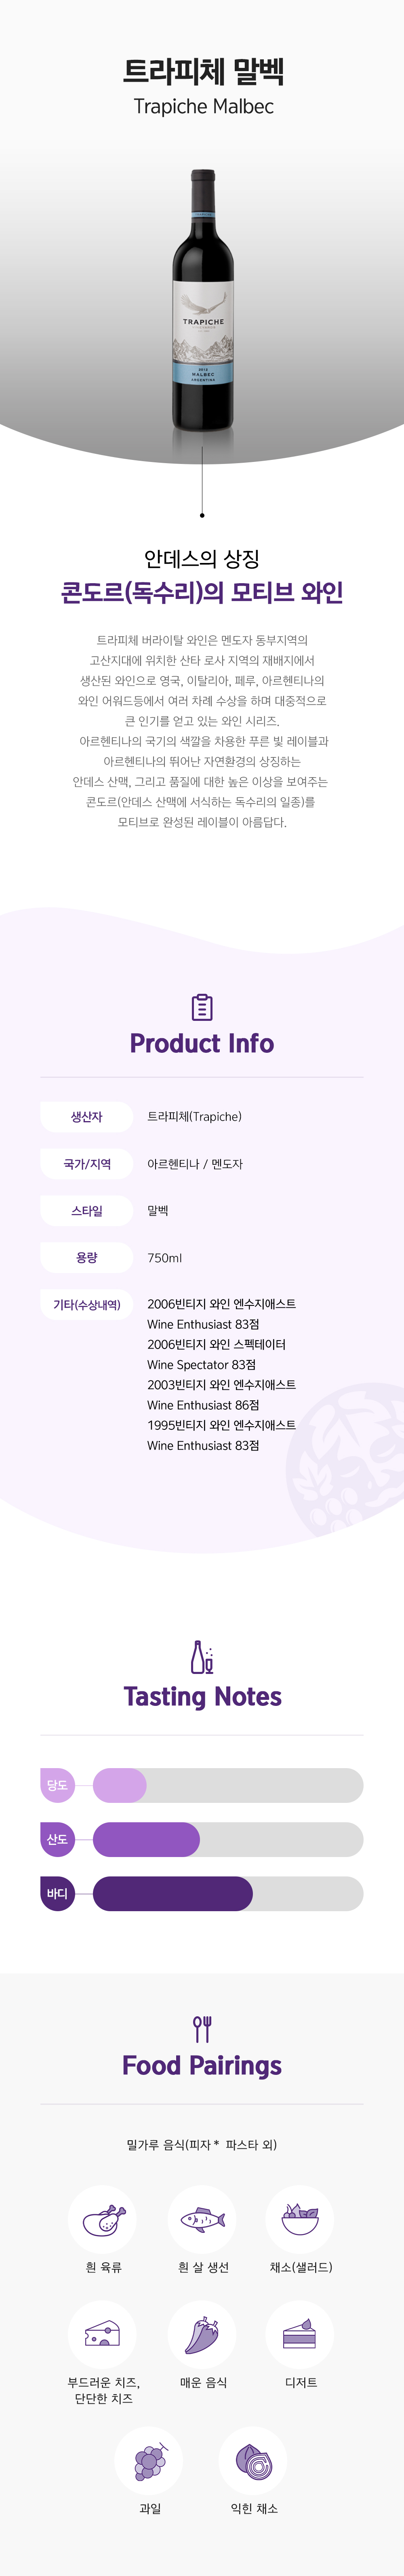 트라피체 말벡
Trapiche Malbec
TRAPICHE
MALBEC
ARGENTINA
안데스의 상징
콘도르(독수리)의 모티브 와인
트라피체 버라이탈 와인은 멘도자 동부지역의
고산지대에 위치한 산타 로사 지역의 재배지에서
생산된 와인으로 영국, 이탈리아, 페루, 아르헨티나의
와인 어워드등에서 여러 차례 수상을 하며 대중적으로
큰 인기를 얻고 있는 와인 시리즈.
아르헨티나의 국기의 색깔을 차용한 푸른 빛 레이블과
아르헨티나의 뛰어난 자연환경의 상징하는
안데스 산맥, 그리고 품질에 대한 높은 이상을 보여주는
콘도르(안데스 산맥에 서식하는 독수리의 일종)를
모티브로 완성된 레이블이 아름답다.
Product Info
생산자 트라피체(Trapiche)
국가/지역 아르헨티나 / 멘도자
스타일 말벡
용량 750ml
기타(수상내역) 2006빈티지 와인 엔수지애스트
Wine Enthusiast 83점
2006빈티지 와인 스펙테이터
Wine Spectator 83점
2003빈티지 와인 엔수지애스트
Wine Enthusiast 86점
1995빈티지 와인 엔수지애스트
Wine Enthusiast 83점
Tasting Notes
당도
산도
바디
Food Pairings
밀가루 음식(피자* 파스타 외)
흰 육류 흰 살 생선 채소(샐러드)
부드러운 치즈, 매운 음식 디저트
단단한 치즈
과일 익힌 채소